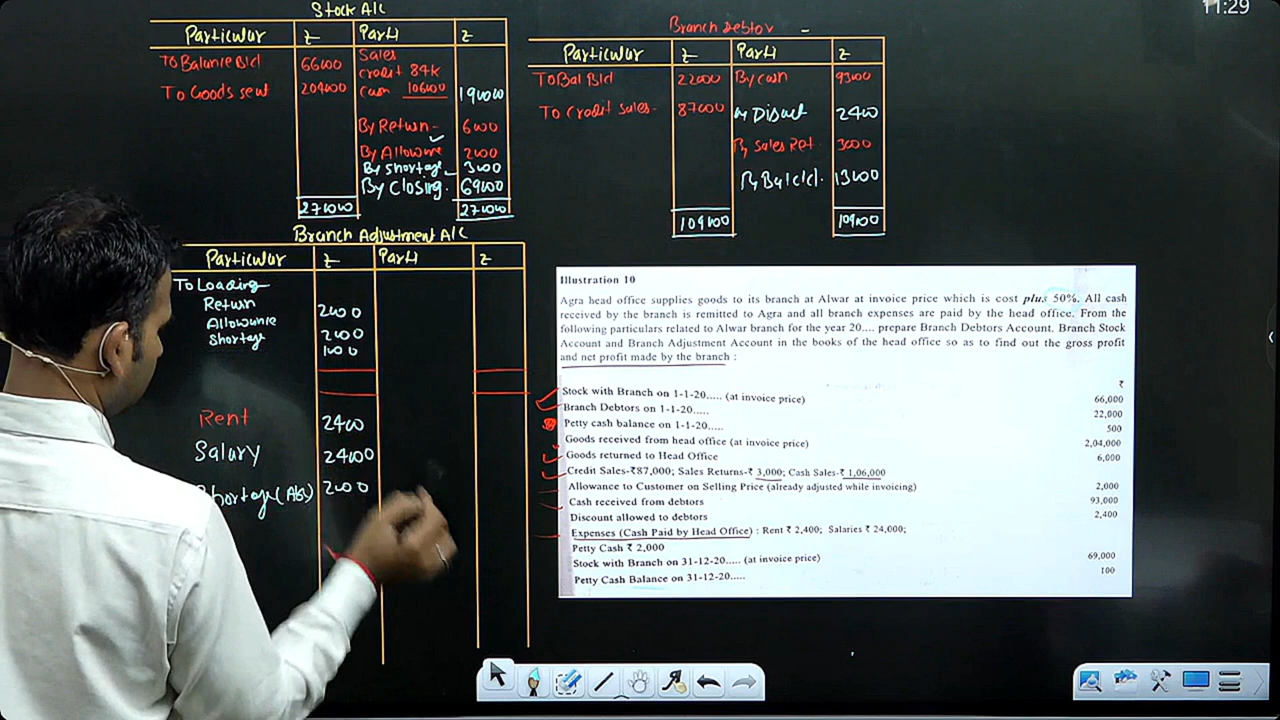 11:29
Stock A/c
Particular ₹ Parti ₹
To Balance B/d 66000 Sales
credit 84k
To Goods sent 204000 Cash 106000 190000
By Return 6000
By Allowme 2000
By Shortage 3000
By Closing. 69000
270000 270000
Branch Debtor
Particular ₹ Parti ₹
To Bal B/d 22000 By Cash 93000
To Credit Sales 87000 By Disuct 2400
By Sales Ret. 3000
By Bal c/d. 13000
109000 109000
Branch Adjustment A/c
Particular ₹ Parti ₹
To Loading
Return 2000
Allowanie
Shortage 2000
1000
Rent 2400
Salary 24000
Shortage (Abs) 2000
Illustration 10
Agra head office supplies goods to its branch at Alwar at invoice price which is cost plus 50%. All cash
received by the branch is remitted to Agra and all branch expenses are paid by the head office. From the
following particulars related to Alwar branch for the year 20.... prepare Branch Debtors Account, Branch Stock
Account and Branch Adjustment Account in the books of the head office so as to find out the gross profit
and net profit made by the branch :
₹
Stock with Branch on 1-1-20..... (at invoice price) 66,000
Branch Debtors on 1-1-20..... 22,000
Petty cash balance on 1-1-20..... 500
Goods received from head office (at invoice price) 2,04,000
Goods returned to Head Office 6,000
Credit Sales-₹87,000; Sales Returns-₹ 3,000; Cash Sales-₹ 1,06,000
Allowance to Customer on Selling Price (already adjusted while invoicing) 2,000
Cash received from debtors 93,000
Discount allowed to debtors 2,400
Expenses (Cash Paid by Head Office) : Rent ₹ 2,400; Salaries ₹ 24,000;
Petty Cash ₹ 2,000
Stock with Branch on 31-12-20..... (at invoice price) 69,000
Petty Cash Balance on 31-12-20..... 100